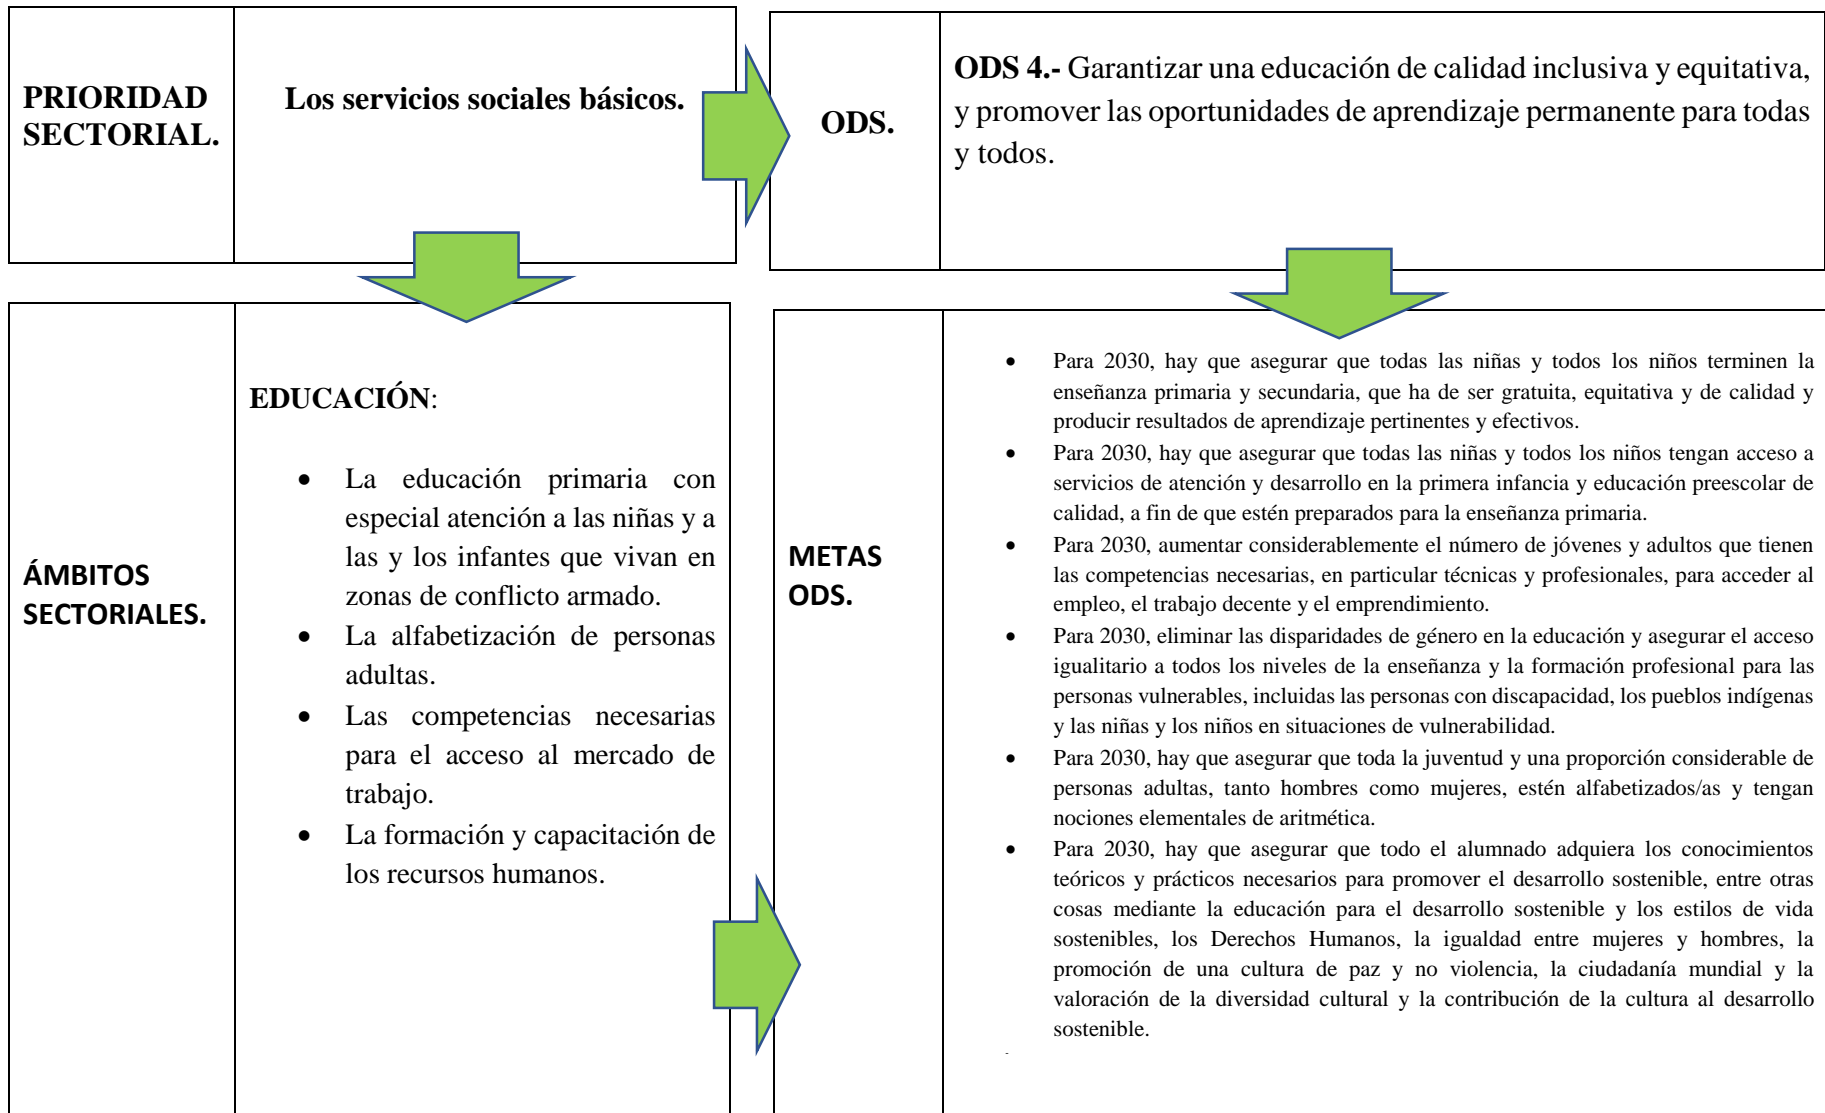 PRIORIDAD
SECTORIAL.
Los servicios sociales básicos.
ODS.
ODS 4.- Garantizar una educación de calidad inclusiva y equitativa,
y promover las oportunidades de aprendizaje permanente para todas
y todos.
ÁMBITOS
SECTORIALES.
EDUCACIÓN:
• La educación primaria con
especial atención a las niñas y a
las y los infantes que vivan en
zonas de conflicto armado.
• La alfabetización de personas
adultas.
• Las competencias necesarias
para el acceso al mercado de
trabajo.
• La formación y capacitación de
los recursos humanos.
METAS
ODS.
• Para 2030, hay que asegurar que todas las niñas y todos los niños terminen la
enseñanza primaria y secundaria, que ha de ser gratuita, equitativa y de calidad y
producir resultados de aprendizaje pertinentes y efectivos.
• Para 2030, hay que asegurar que todas las niñas y todos los niños tengan acceso a
servicios de atención y desarrollo en la primera infancia y educación preescolar de
calidad, a fin de que estén preparados para la enseñanza primaria.
• Para 2030, aumentar considerablemente el número de jóvenes y adultos que tienen
las competencias necesarias, en particular técnicas y profesionales, para acceder al
empleo, el trabajo decente y el emprendimiento.
• Para 2030, eliminar las disparidades de género en la educación y asegurar el acceso
igualitario a todos los niveles de la enseñanza y la formación profesional para las
personas vulnerables, incluidas las personas con discapacidad, los pueblos indígenas
y las niñas y los niños en situaciones de vulnerabilidad.
• Para 2030, hay que asegurar que toda la juventud y una proporción considerable de
personas adultas, tanto hombres como mujeres, estén alfabetizados/as y tengan
nociones elementales de aritmética.
• Para 2030, hay que asegurar que todo el alumnado adquiera los conocimientos
teóricos y prácticos necesarios para promover el desarrollo sostenible, entre otras
cosas mediante la educación para el desarrollo sostenible y los estilos de vida
sostenibles, los Derechos Humanos, la igualdad entre mujeres y hombres, la
promoción de una cultura de paz y no violencia, la ciudadanía mundial y la
valoración de la diversidad cultural y la contribución de la cultura al desarrollo
sostenible.